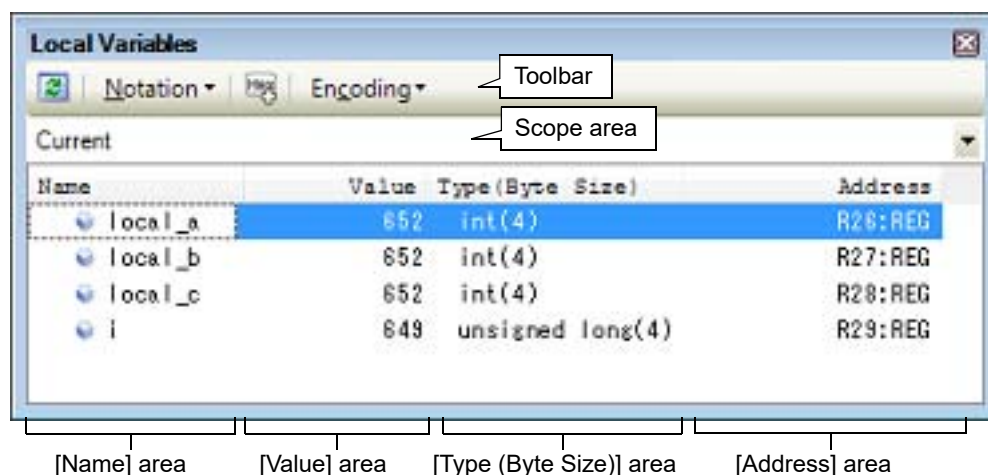 Local Variables
Notation Hex Encoding
Toolbar
Current
Scope area
Name Value Type(Byte Size) Address
local_a 652 int(4) R26:REG
local_b 652 int(4) R27:REG
local_c 652 int(4) R28:REG
i 649 unsigned long(4) R29:REG
[Name] area [Value] area [Type (Byte Size)] area [Address] area